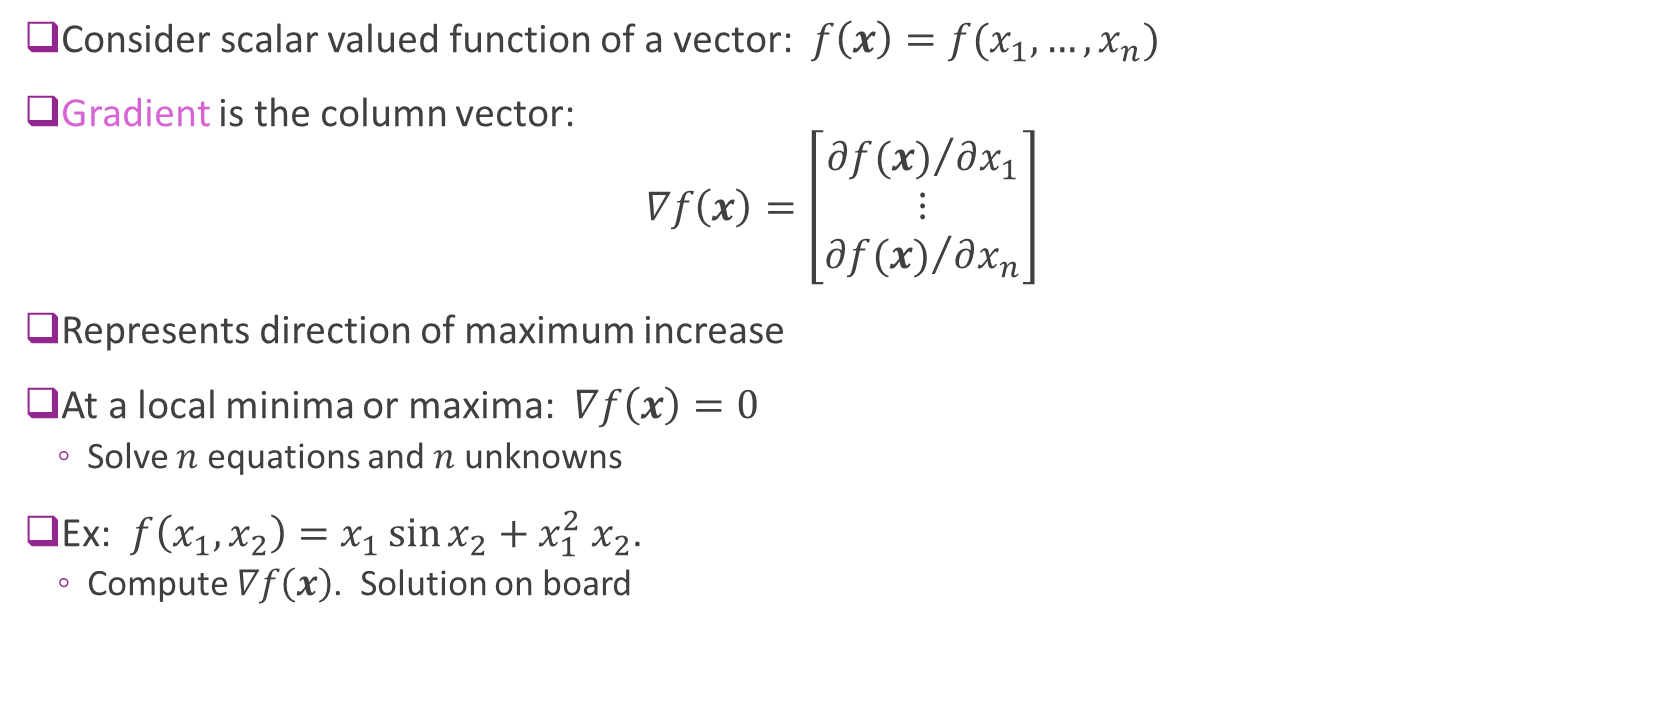 ❑Consider scalar valued function of a vector: 𝑓(𝒙) = 𝑓(𝑥₁, …, 𝑥ₙ)
❑Gradient is the column vector:
∇𝑓(𝒙) = [𝜕𝑓(𝒙)/𝜕𝑥₁
⋮
𝜕𝑓(𝒙)/𝜕𝑥ₙ]
❑Represents direction of maximum increase
❑At a local minima or maxima: ∇𝑓(𝒙) = 0
◦ Solve 𝑛 equations and 𝑛 unknowns
❑Ex: 𝑓(𝑥₁, 𝑥₂) = 𝑥₁ sin 𝑥₂ + 𝑥₁² 𝑥₂.
◦ Compute ∇𝑓(𝒙). Solution on board